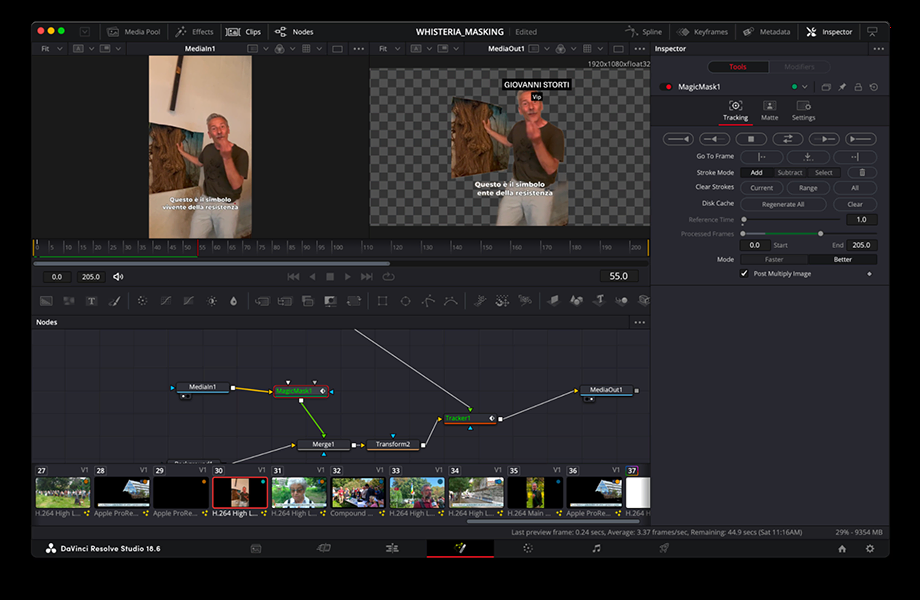 Media Pool Effects Clips Nodes WHISTERIA_MASKING Edited Spline Keyframes Metadata Inspector
Fit MediaIn1 Fit MediaOut1 Inspector
1920x1080xfloat32
Tools Modifiers
MagicMask1
Tracking Matte Settings
GIOVANNI STORTI
Vip
Questo è il simbolo
vivente della resistenza
Questo è il simbolo
ente della resistenza
Go To Frame
Stroke Mode Add Subtract Select
Clear Strokes Current Range All
Disk Cache Regenerate All Clear
Reference Time 1.0
Processed Frames
0.0 Start End 205.0
Mode Faster Better
Post Multiply Image
0 5 10 15 20 25 30 35 40 45 50 55 60 65 70 75 80 85 90 95 100 110 120 130 140 150 160 170 180 190 200
0.0 205.0 55.0
T
Nodes
MediaIn1 MagicMask1 MediaOut1
Tracker1
Merge1 Transform2
27 V1 28 V1 29 V1 30 V1 31 V1 32 V1 33 V1 34 V1 35 V1 36 V1 37
H.264 High L... Apple ProRe... Apple ProRe... H.264 High L... H.264 High L... Compound H.264 High L... H.264 High L... H.264 Main ... Apple ProRe... H.264 H
Last preview frame: 0.24 secs, Average: 3.37 frames/sec, Remaining: 44.9 secs (Sat 11:16AM) 29% - 9354 MB
DaVinci Resolve Studio 18.6